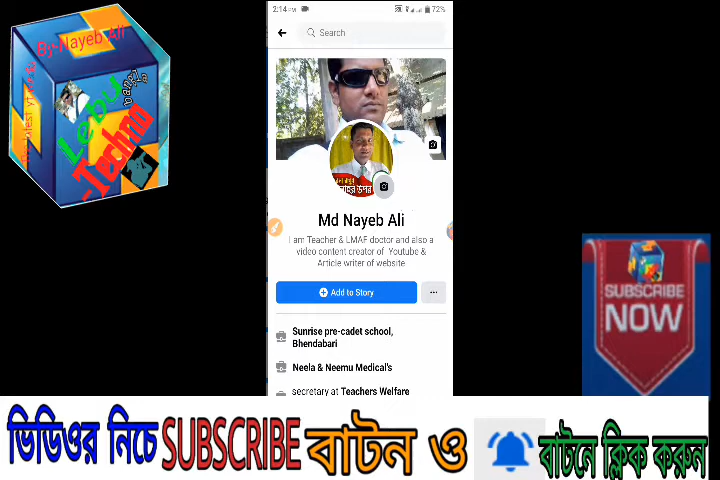 By-Nayeb Ali
Lebu
bangla
-Techno
2:14 PM
72%
Search
Md Nayeb Ali
I am Teacher & LMAF doctor and also a
video content creator of Youtube &
Article writer of website
Add to Story
Sunrise pre-cadet school,
Bhendabari
Neela & Neemu Medical's
secretary at Teachers Welfare
SUBSCRIBE
NOW
ভিডিওর নিচে SUBSCRIBE বাটন ও বাটনে ক্লিক করুন